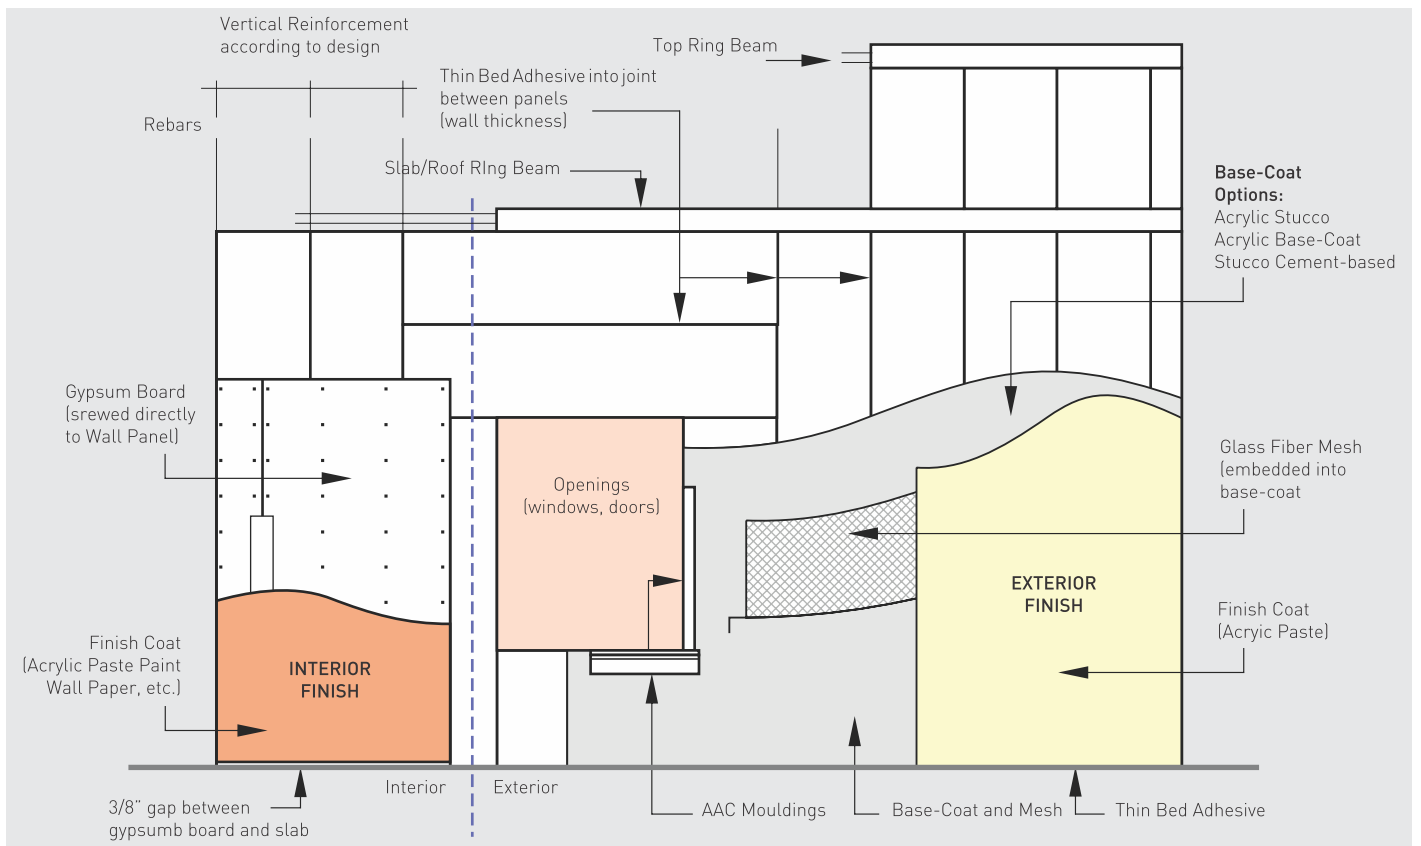 Vertical Reinforcement
according to design
Top Ring Beam
Thin Bed Adhesive into joint
between panels
(wall thickness)
Rebars
Slab/Roof RIng Beam
Base-Coat
Options:
Acrylic Stucco
Acrylic Base-Coat
Stucco Cement-based
Gypsum Board
(srewed directly
to Wall Panel)
Glass Fiber Mesh
(embedded into
base-coat
Openings
(windows, doors)
EXTERIOR
FINISH
Finish Coat
(Acryic Paste)
Finish Coat
(Acrylic Paste Paint
Wall Paper, etc.)
INTERIOR
FINISH
Interior
Exterior
3/8" gap between
gypsumb board and slab
AAC Mouldings
Base-Coat and Mesh
Thin Bed Adhesive